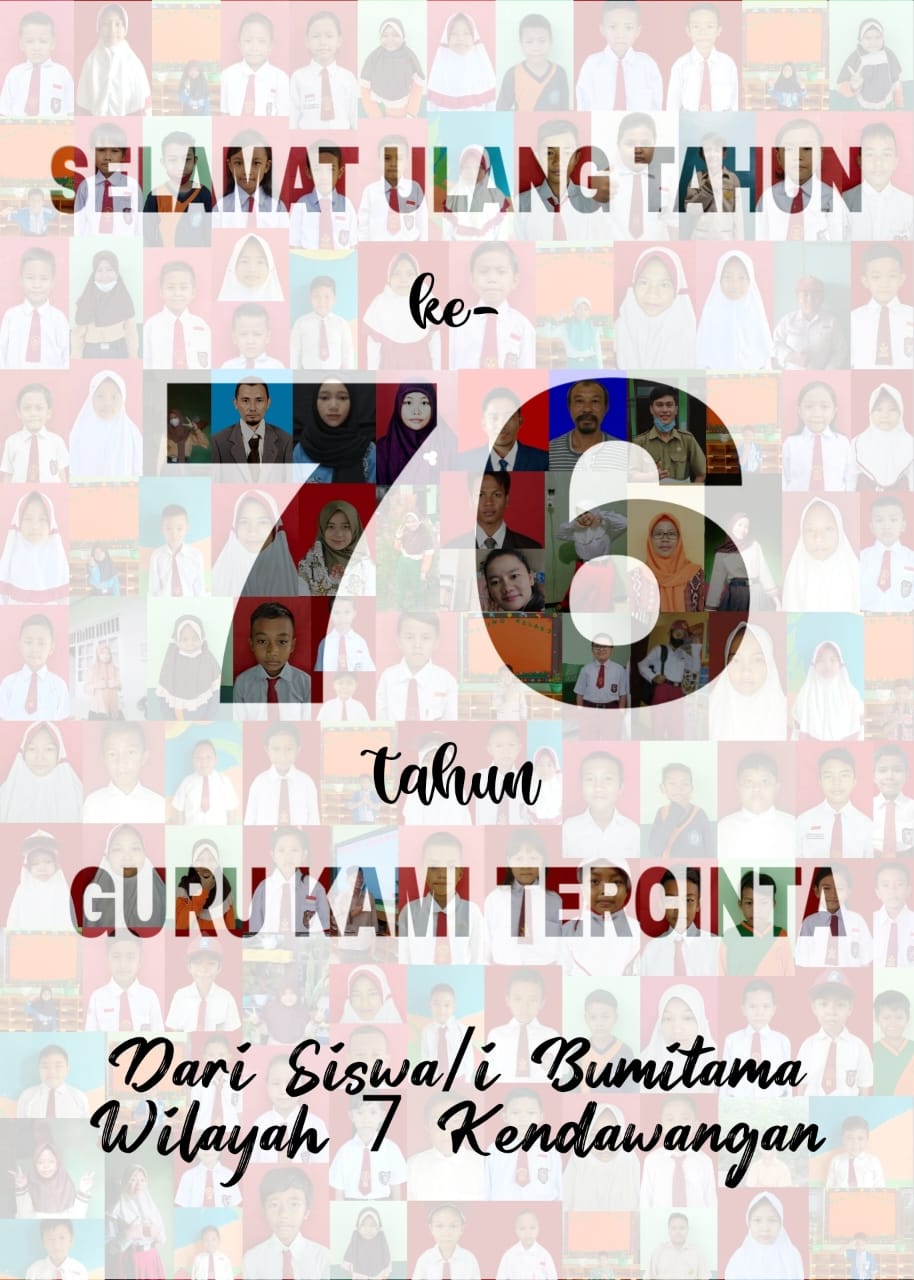 SELAMAT ULANG TAHUN
ke-
76
tahun
GURU KAMI TERCINTA
Dari Siswa/i Bumitama
Wilayah 7 Kendawangan